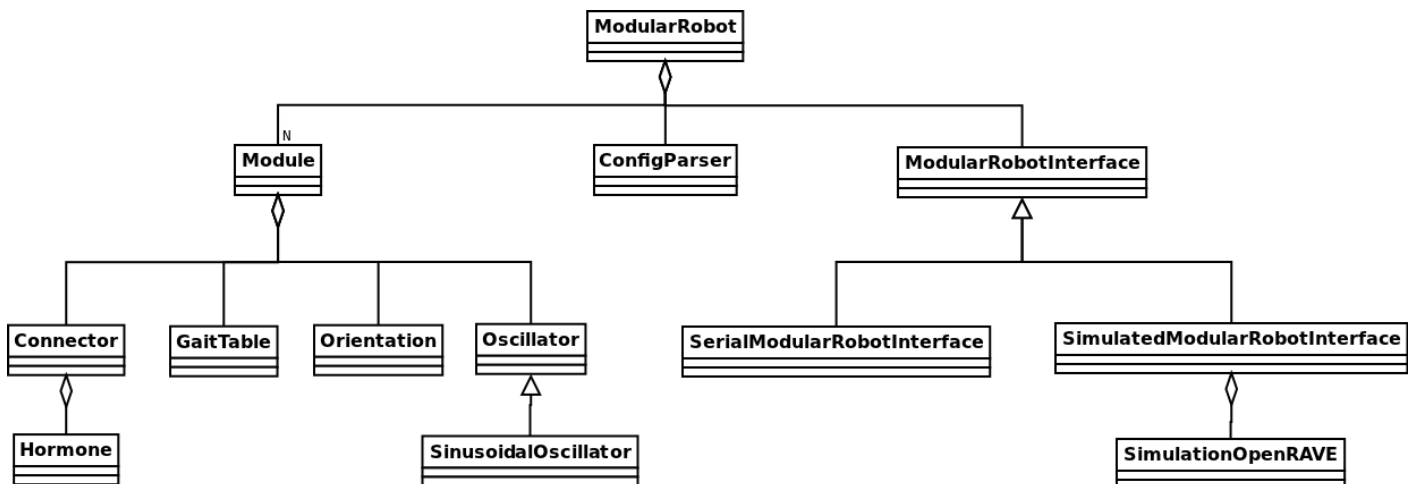 ModularRobot
N
Module
ConfigParser
ModularRobotInterface
Connector
GaitTable
Orientation
Oscillator
SerialModularRobotInterface
SimulatedModularRobotInterface
Hormone
SinusoidalOscillator
SimulationOpenRAVE